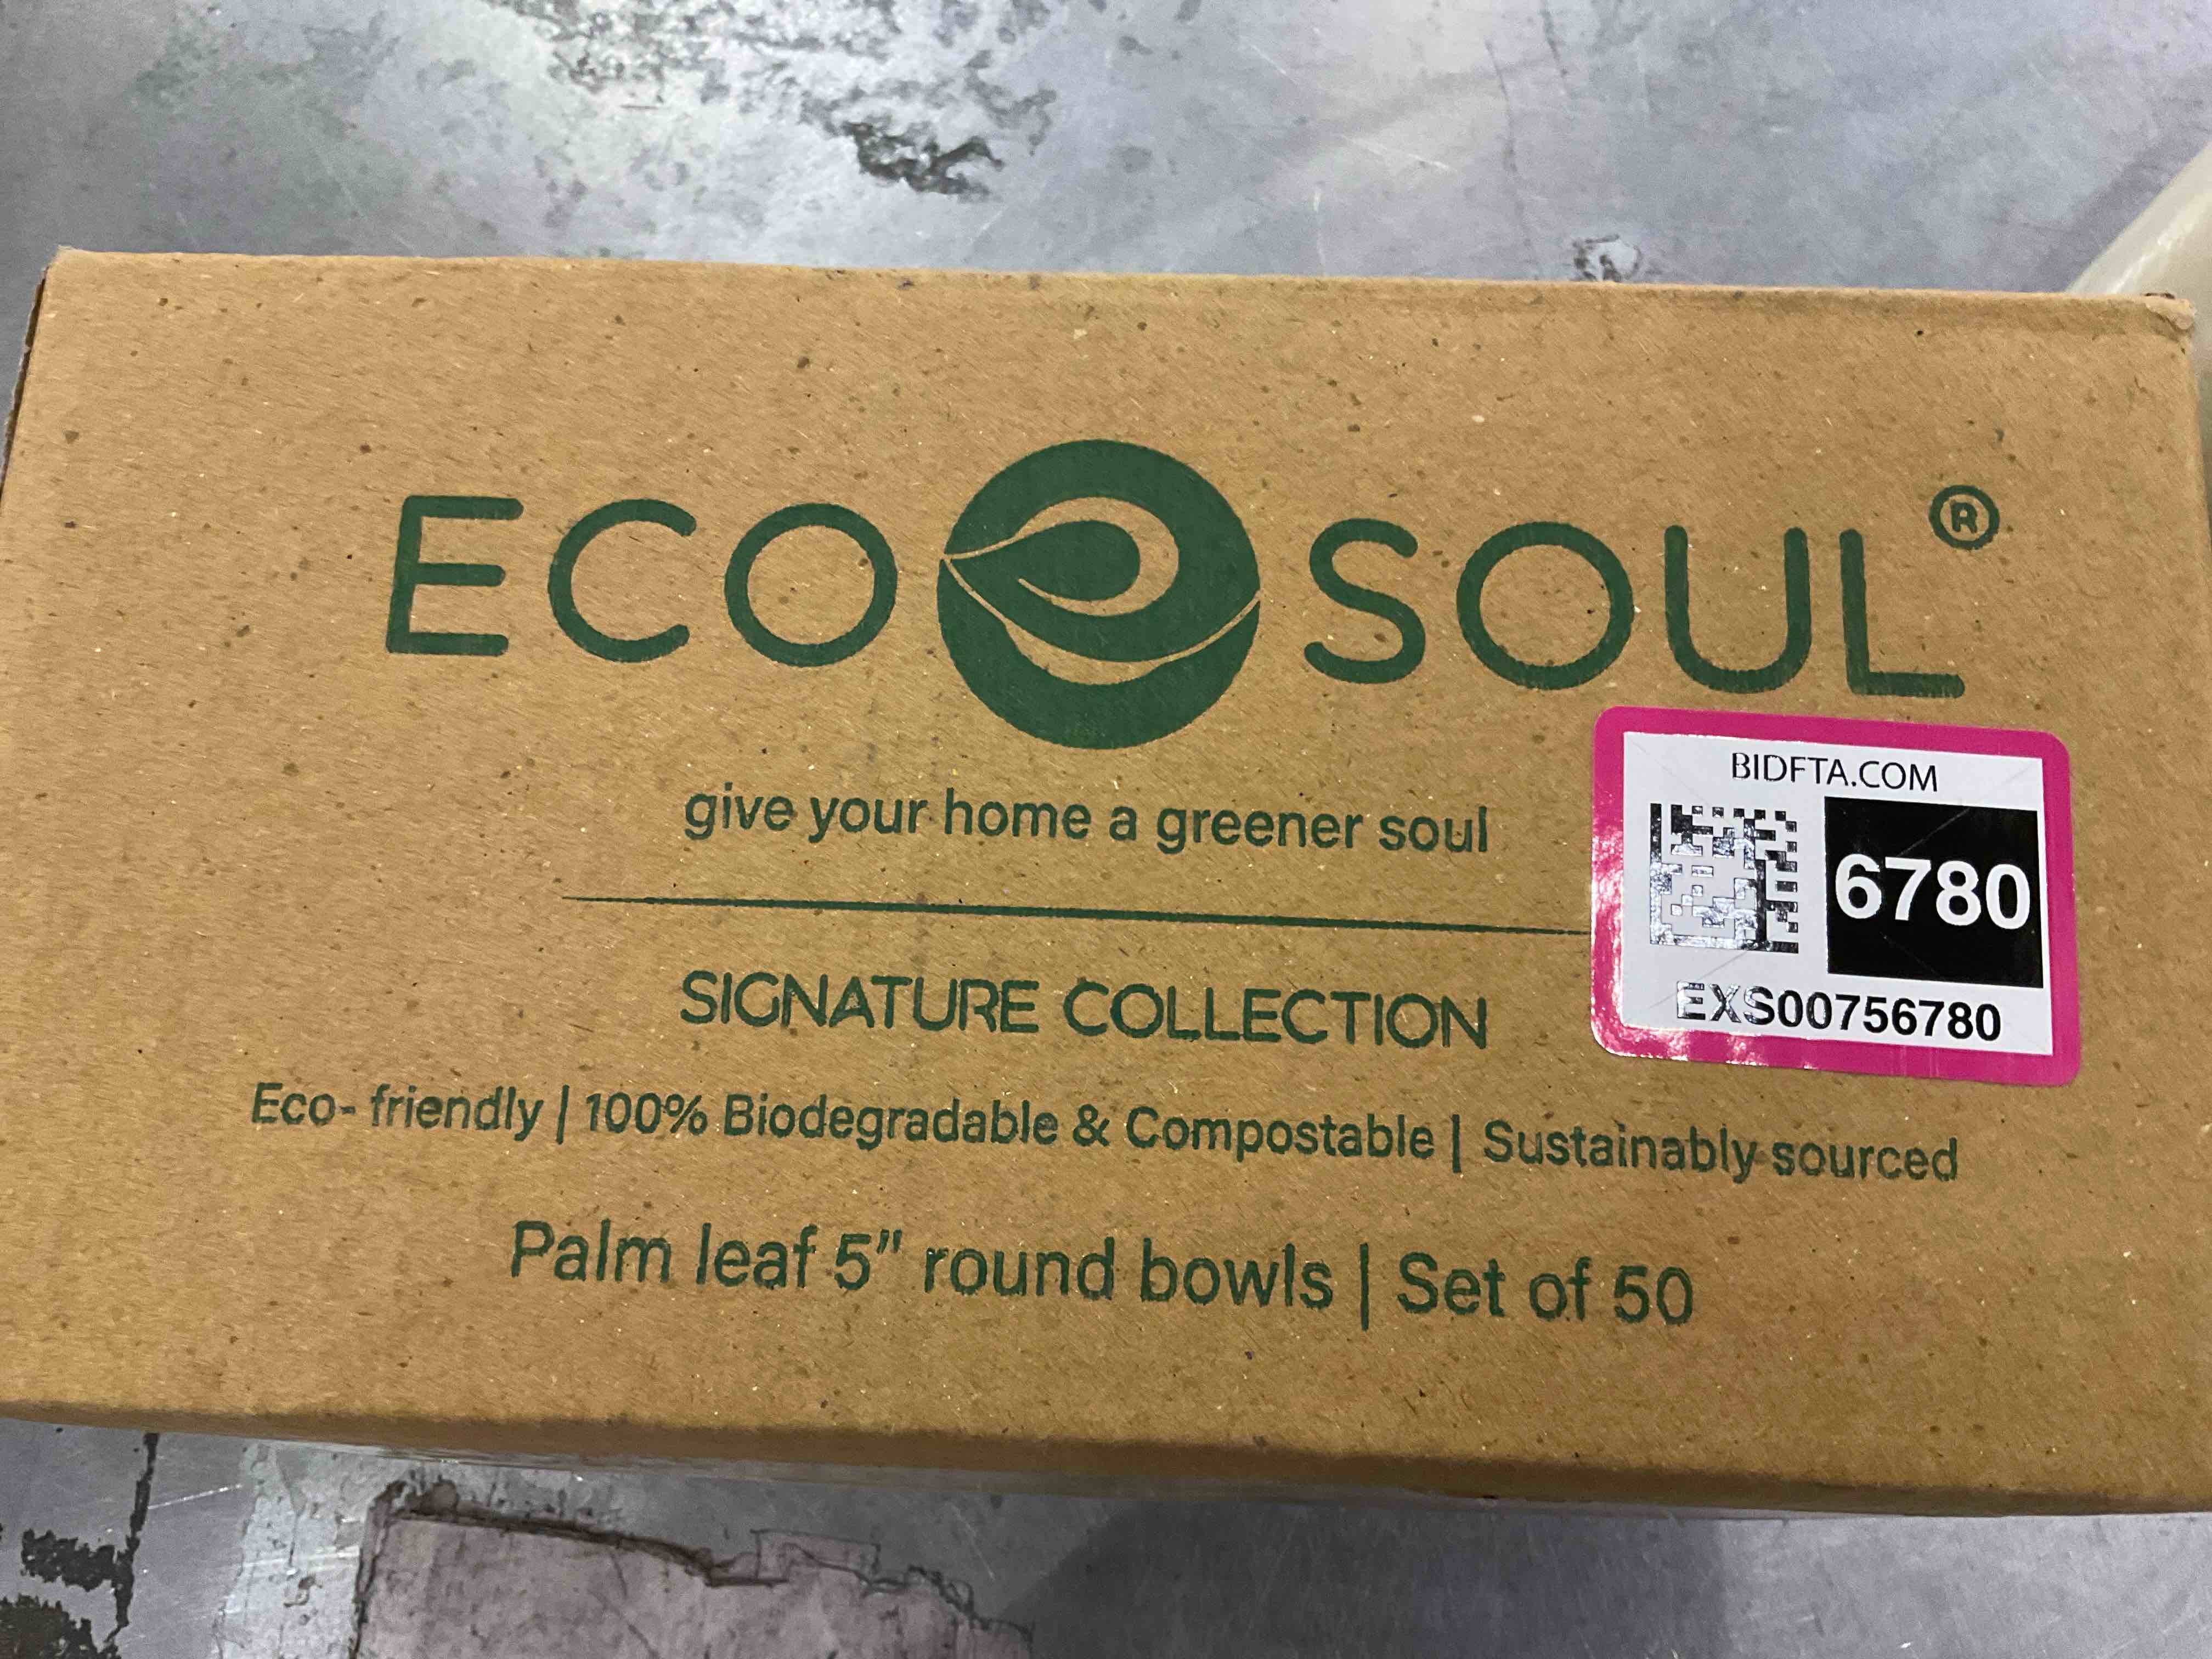 ECO SOUL®
give your home a greener soul
SIGNATURE COLLECTION
Eco- friendly | 100% Biodegradable & Compostable | Sustainably sourced
Palm leaf 5" round bowls | Set of 50
BIDFTA.COM
6780
EXS00756780